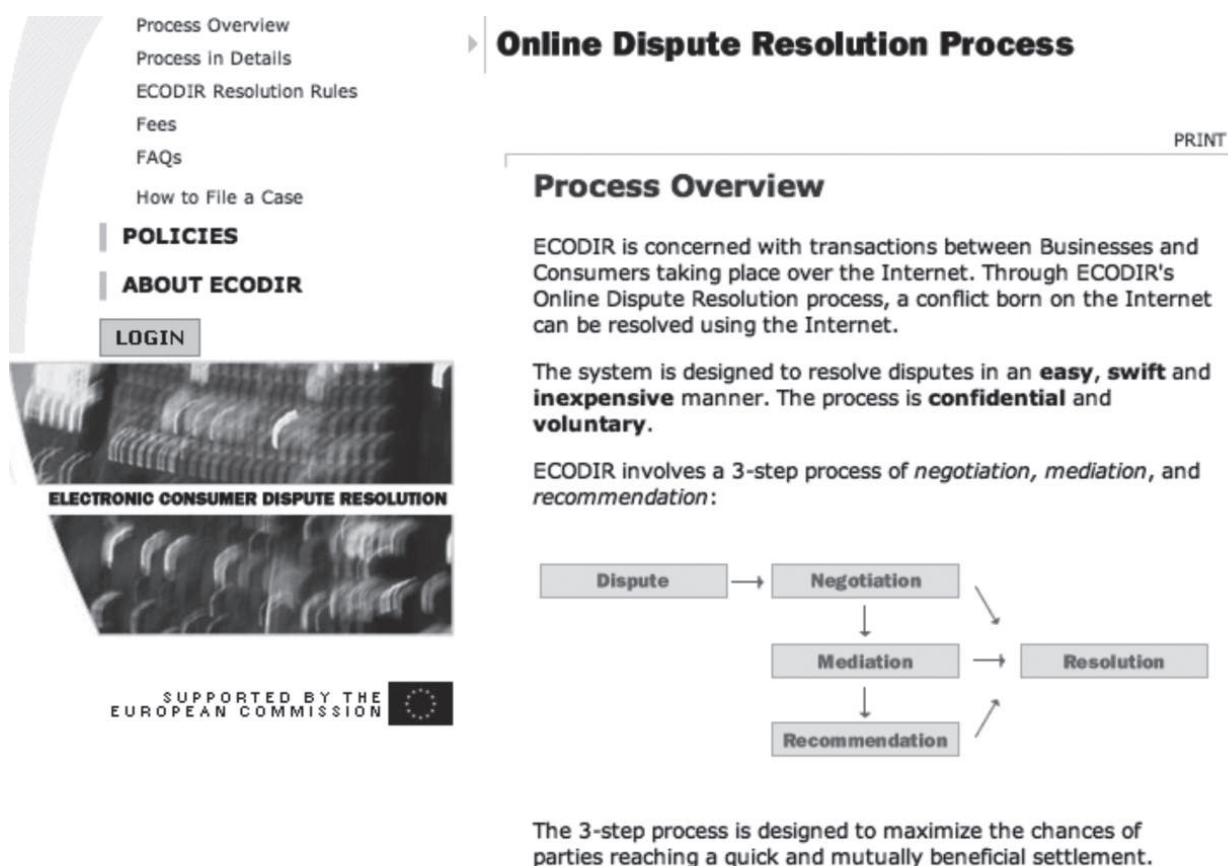 Process Overview
Process in Details
ECODIR Resolution Rules
Fees
FAQs
How to File a Case
POLICIES
ABOUT ECODIR
LOGIN
ELECTRONIC CONSUMER DISPUTE RESOLUTION
SUPPORTED BY THE
EUROPEAN COMMISSION
Online Dispute Resolution Process
PRINT
Process Overview
ECODIR is concerned with transactions between Businesses and
Consumers taking place over the Internet. Through ECODIR's
Online Dispute Resolution process, a conflict born on the Internet
can be resolved using the Internet.
The system is designed to resolve disputes in an easy, swift and
inexpensive manner. The process is confidential and
voluntary.
ECODIR involves a 3-step process of negotiation, mediation, and
recommendation:
Dispute
Negotiation
Mediation
Resolution
Recommendation
The 3-step process is designed to maximize the chances of
parties reaching a quick and mutually beneficial settlement.